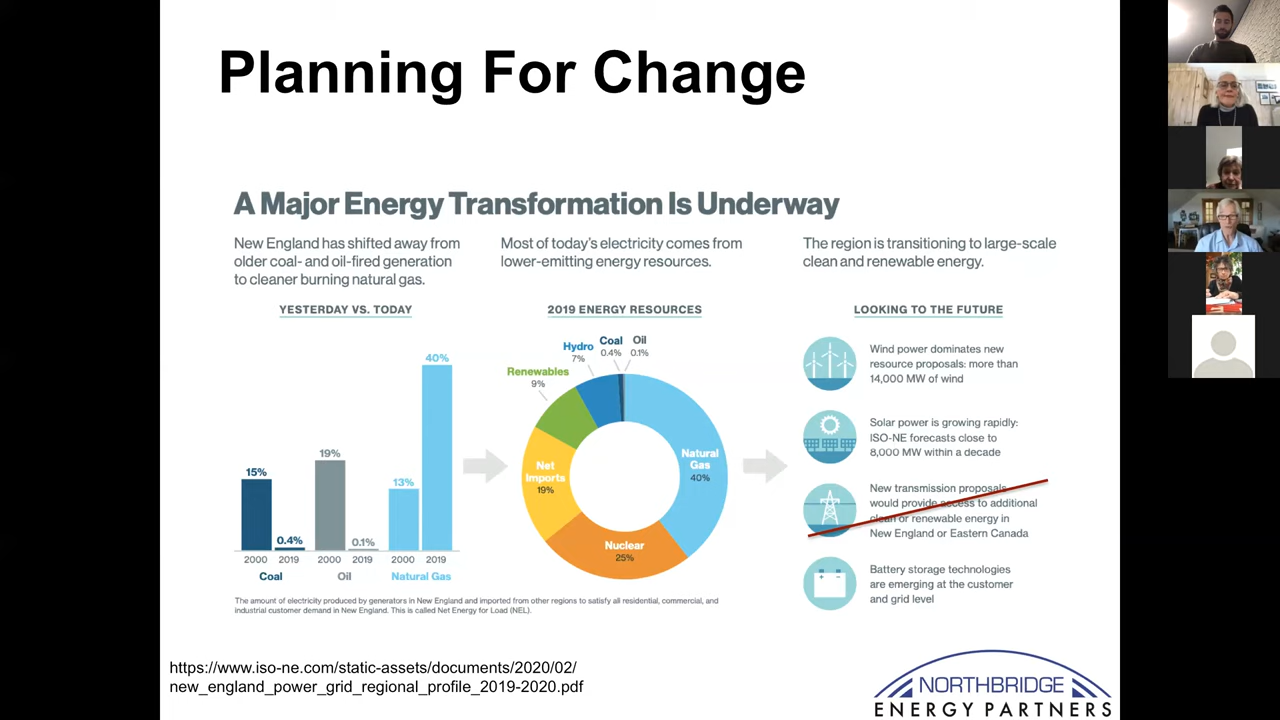 Planning For Change
A Major Energy Transformation Is Underway
New England has shifted away from
older coal- and oil-fired generation
to cleaner burning natural gas.
YESTERDAY VS. TODAY
15%
0.4%
19%
0.1%
13%
40%
2000 2019 2000 2019 2000 2019
Coal Oil Natural Gas
Most of today's electricity comes from
lower-emitting energy resources.
2019 ENERGY RESOURCES
Renewables
9%
Hydro
7%
Coal
0.4%
Oil
0.1%
Natural
Gas
40%
Net
Imports
19%
Nuclear
25%
The amount of electricity produced by generators in New England and imported from other regions to satisfy all residential, commercial, and
industrial customer demand in New England. This is called Net Energy for Load (NEL).
The region is transitioning to large-scale
clean and renewable energy.
LOOKING TO THE FUTURE
Wind power dominates new
resource proposals: more than
14,000 MW of wind
Solar power is growing rapidly:
ISO-NE forecasts close to
8,000 MW within a decade
New transmission proposals
would provide access to additional
clean or renewable energy in
New England or Eastern Canada
Battery storage technologies
are emerging at the customer
and grid level
https://www.iso-ne.com/static-assets/documents/2020/02/
new_england_power_grid_regional_profile_2019-2020.pdf
NORTHBRIDGE
ENERGY PARTNERS